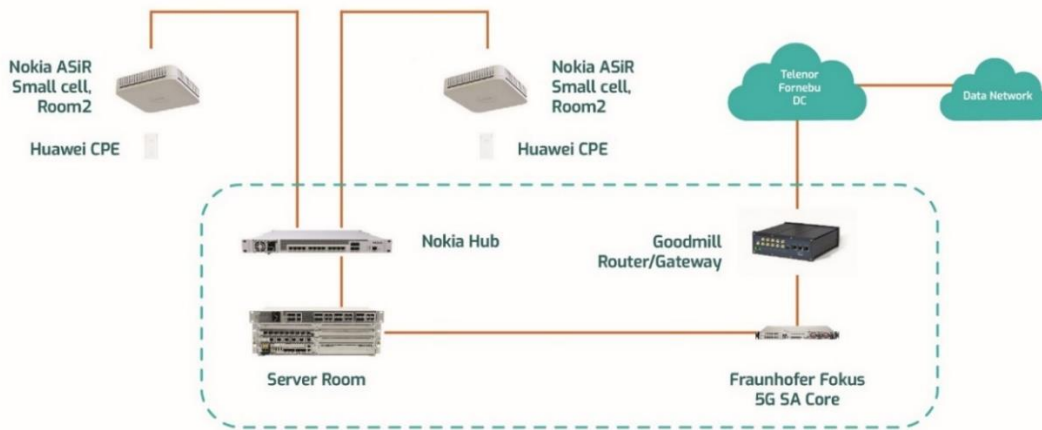 Nokia ASiR
Small cell,
Room2
Huawei CPE
Nokia ASiR
Small cell,
Room2
Huawei CPE
Telenor
Fornebu
DC
Data Network
Nokia Hub
Goodmill
Router/Gateway
Server Room
Fraunhofer Fokus
5G SA Core